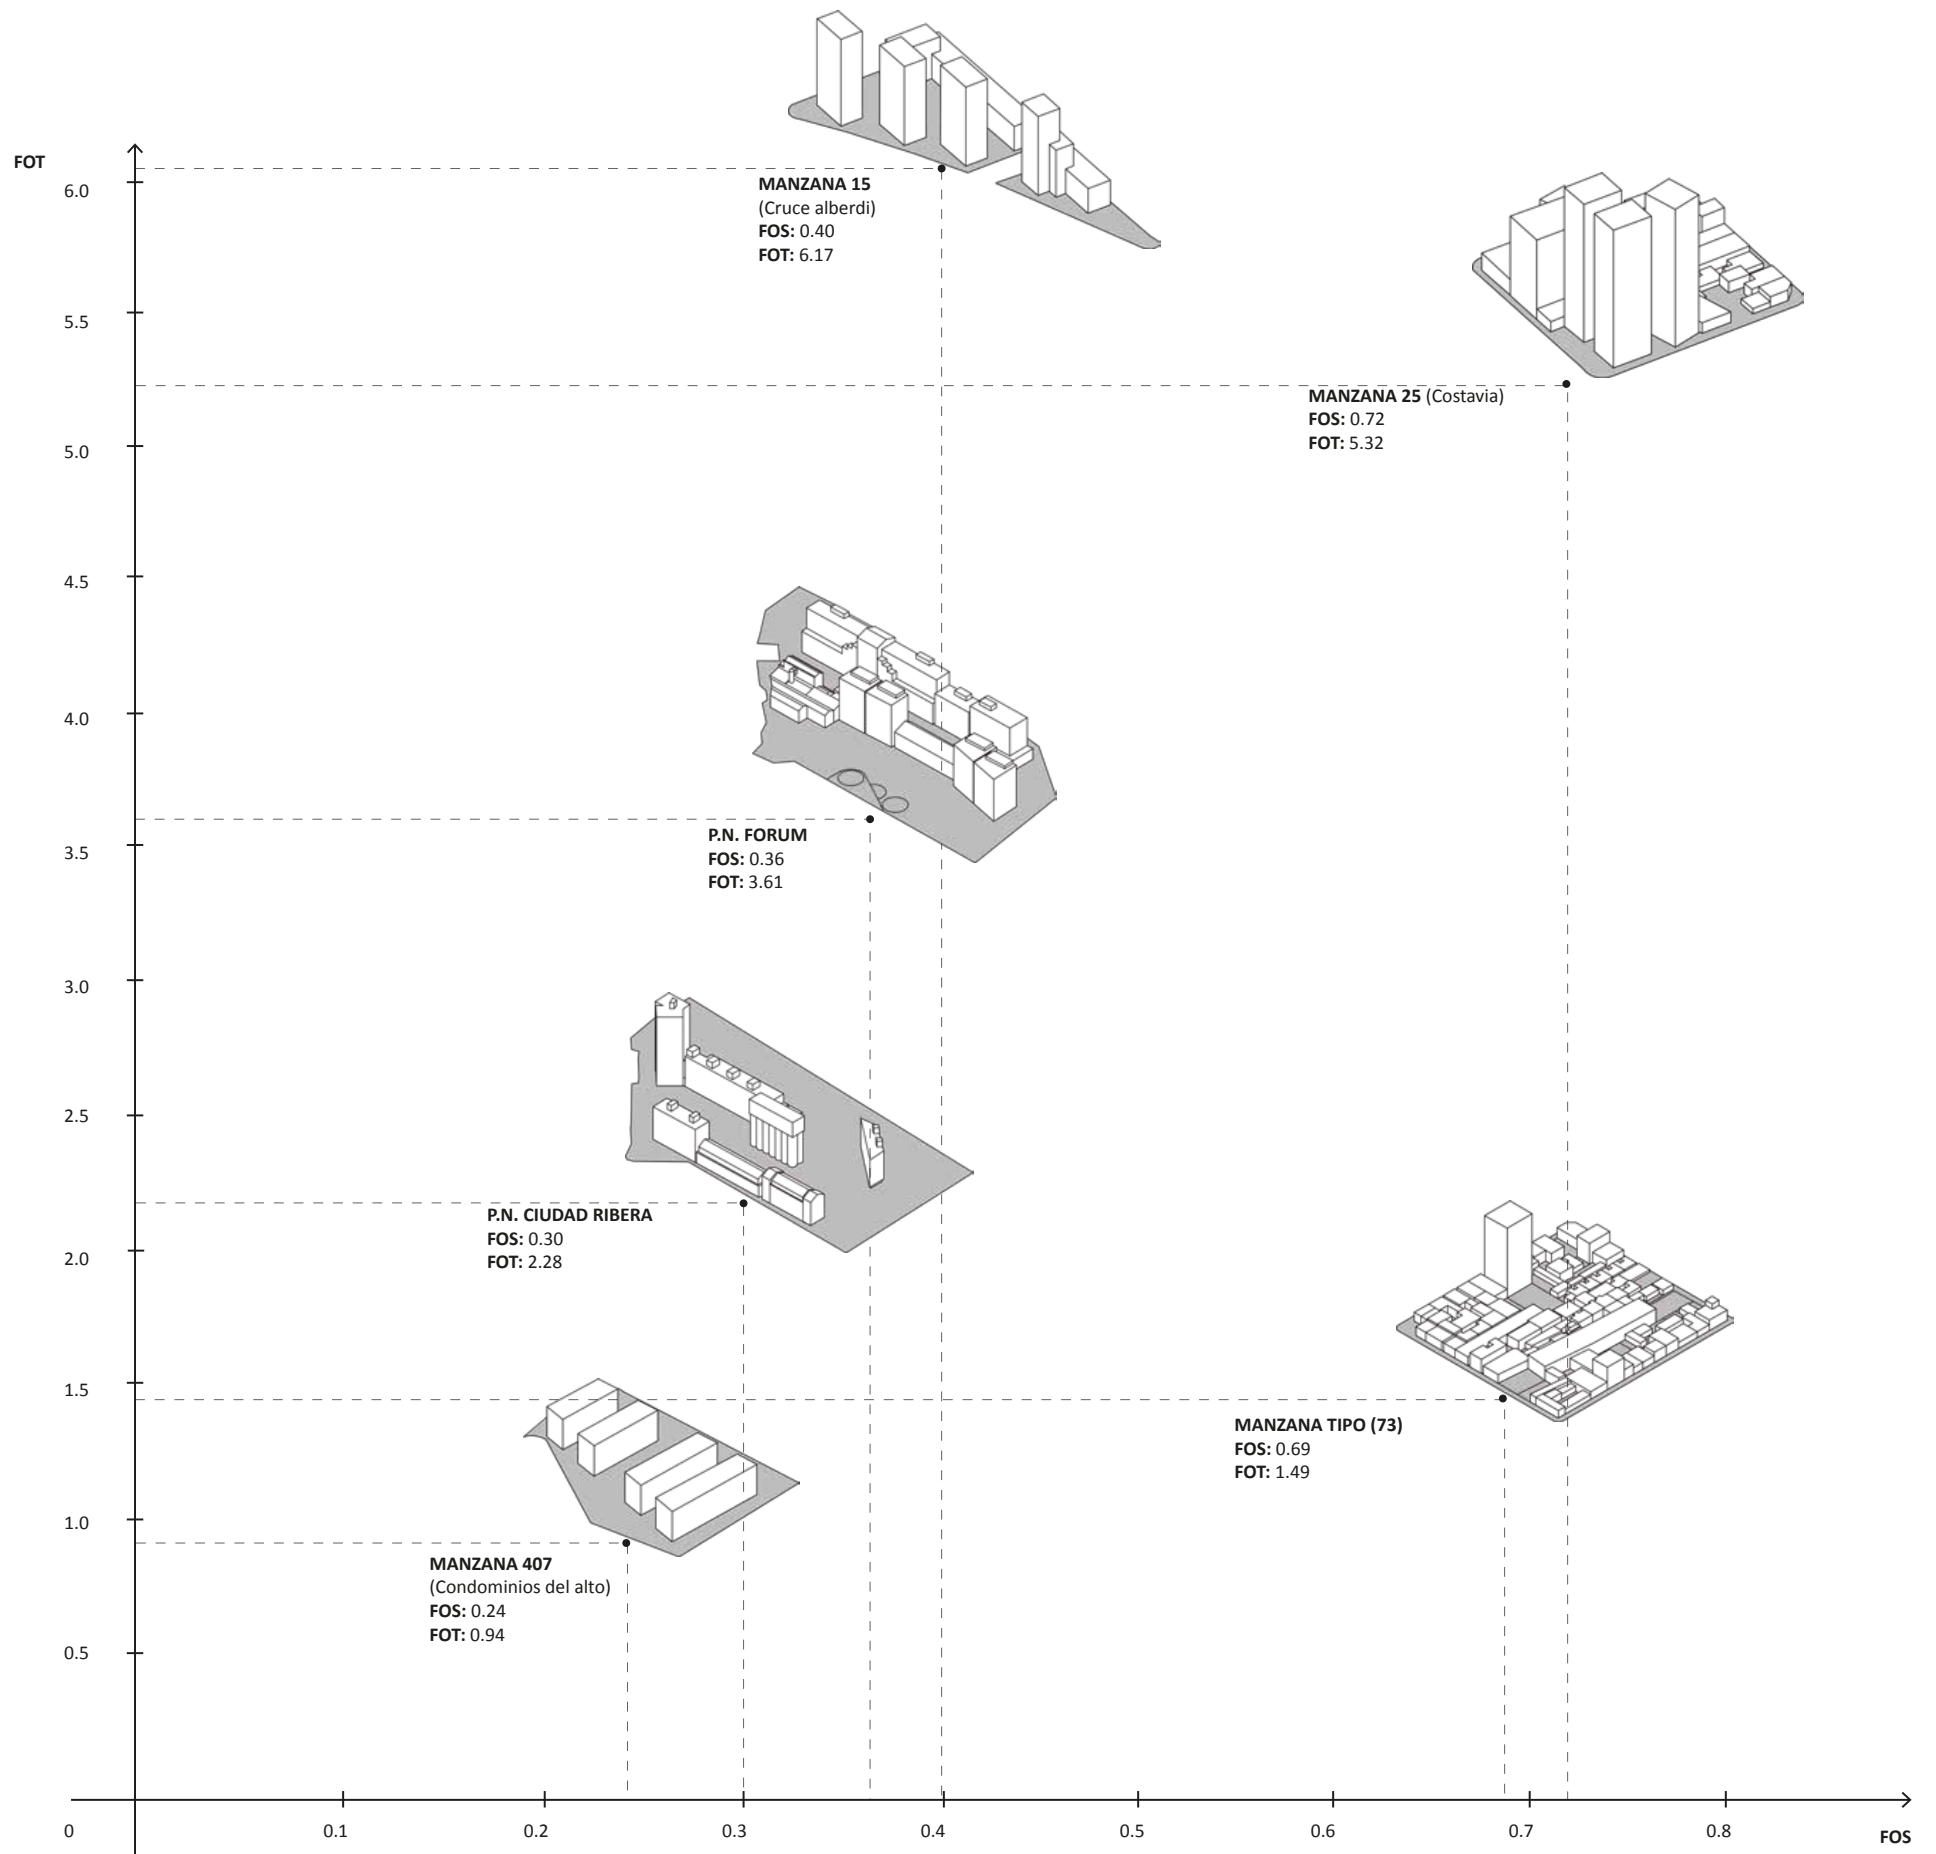 FOT
6.0
MANZANA 15
(Cruce alberdi)
FOS: 0.40
FOT: 6.17
5.5
MANZANA 25 (Costavia)
FOS: 0.72
FOT: 5.32
5.0
4.5
4.0
P.N. FORUM
FOS: 0.36
FOT: 3.61
3.5
3.0
2.5
P.N. CIUDAD RIBERA
FOS: 0.30
FOT: 2.28
2.0
1.5
MANZANA TIPO (73)
FOS: 0.69
FOT: 1.49
1.0
MANZANA 407
(Condominios del alto)
FOS: 0.24
FOT: 0.94
0.5
0 0.1 0.2 0.3 0.4 0.5 0.6 0.7 0.8 FOS